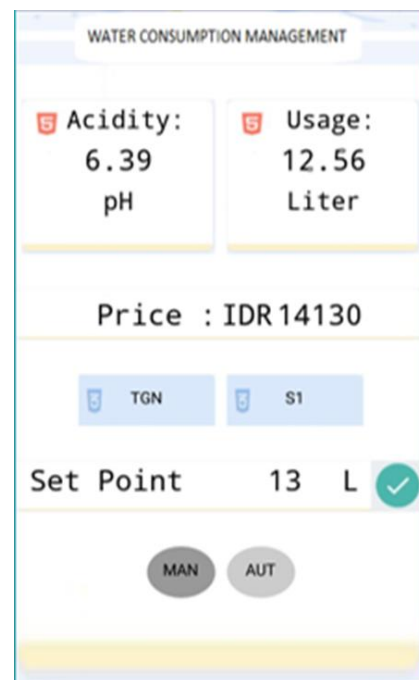 WATER CONSUMPTION MANAGEMENT
Acidity:
6.39
pH
Usage:
12.56
Liter
Price : IDR 14130
TGN
S1
Set Point 13 L
MAN
AUT